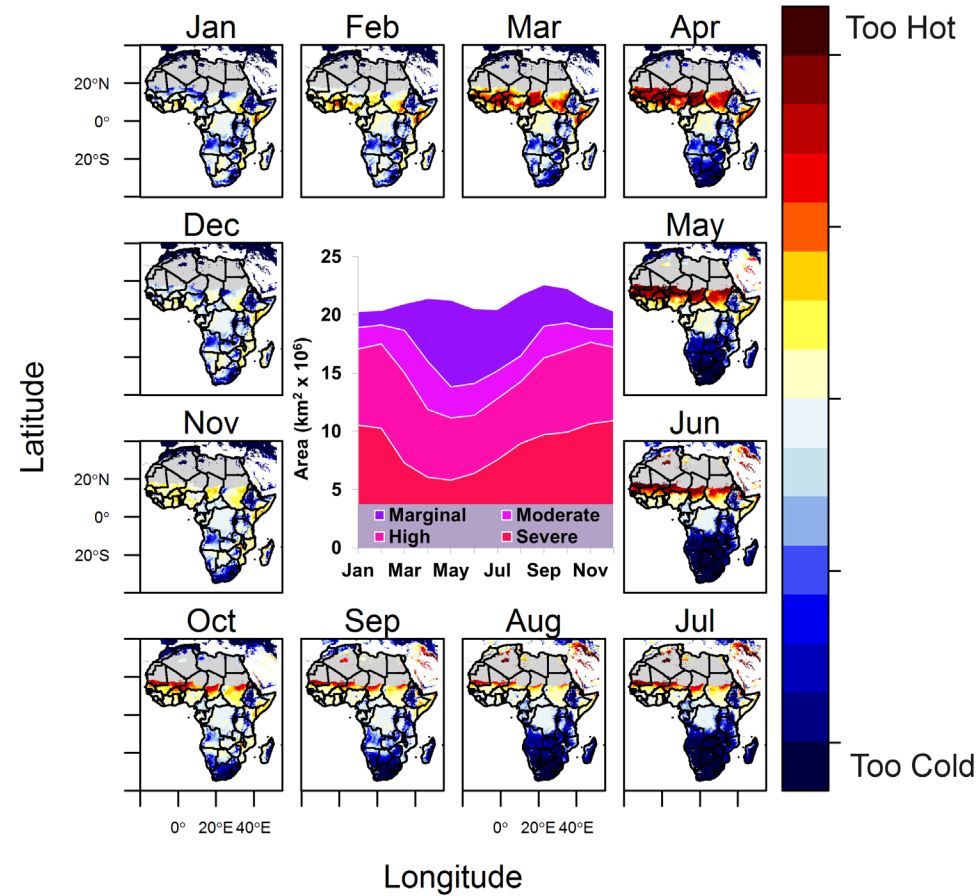 Jan
Feb
Mar
Apr
Too Hot
20°N
0°
20°S
Dec
May
25
20
15
10
5
0
Area (km² x 10⁶)
Marginal
Moderate
High
Severe
Jan Mar May Jul Sep Nov
Latitude
Nov
Jun
20°N
0°
20°S
Oct
Sep
Aug
Jul
Too Cold
0° 20°E 40°E
0° 20°E 40°E
Longitude